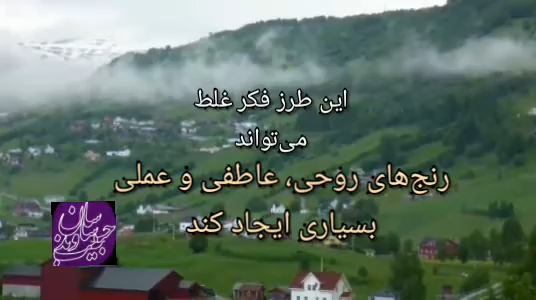 این طرز فکر غلط
می‌تواند
رنج‌های روحی، عاطفی و عملی
بسیاری ایجاد کند